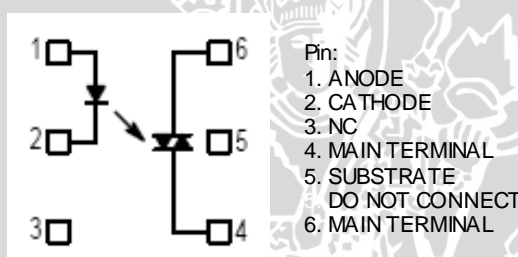 1
2
3
6
5
4
Pin:
1. ANODE
2. CATHODE
3. NC
4. MAIN TERMINAL
5. SUBSTRATE
DO NOT CONNECT
6. MAIN TERMINAL